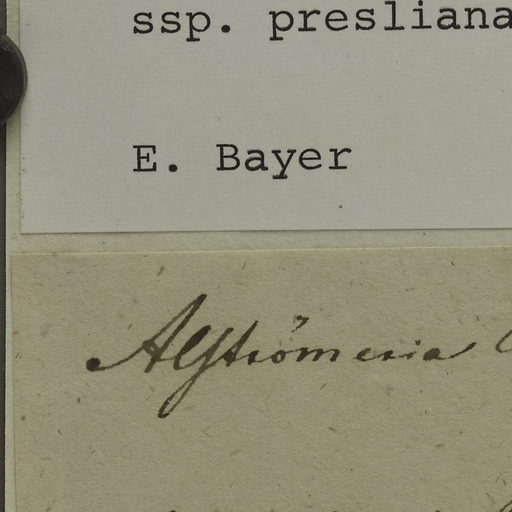 ssp. presliana
E. Bayer
Alströmeria